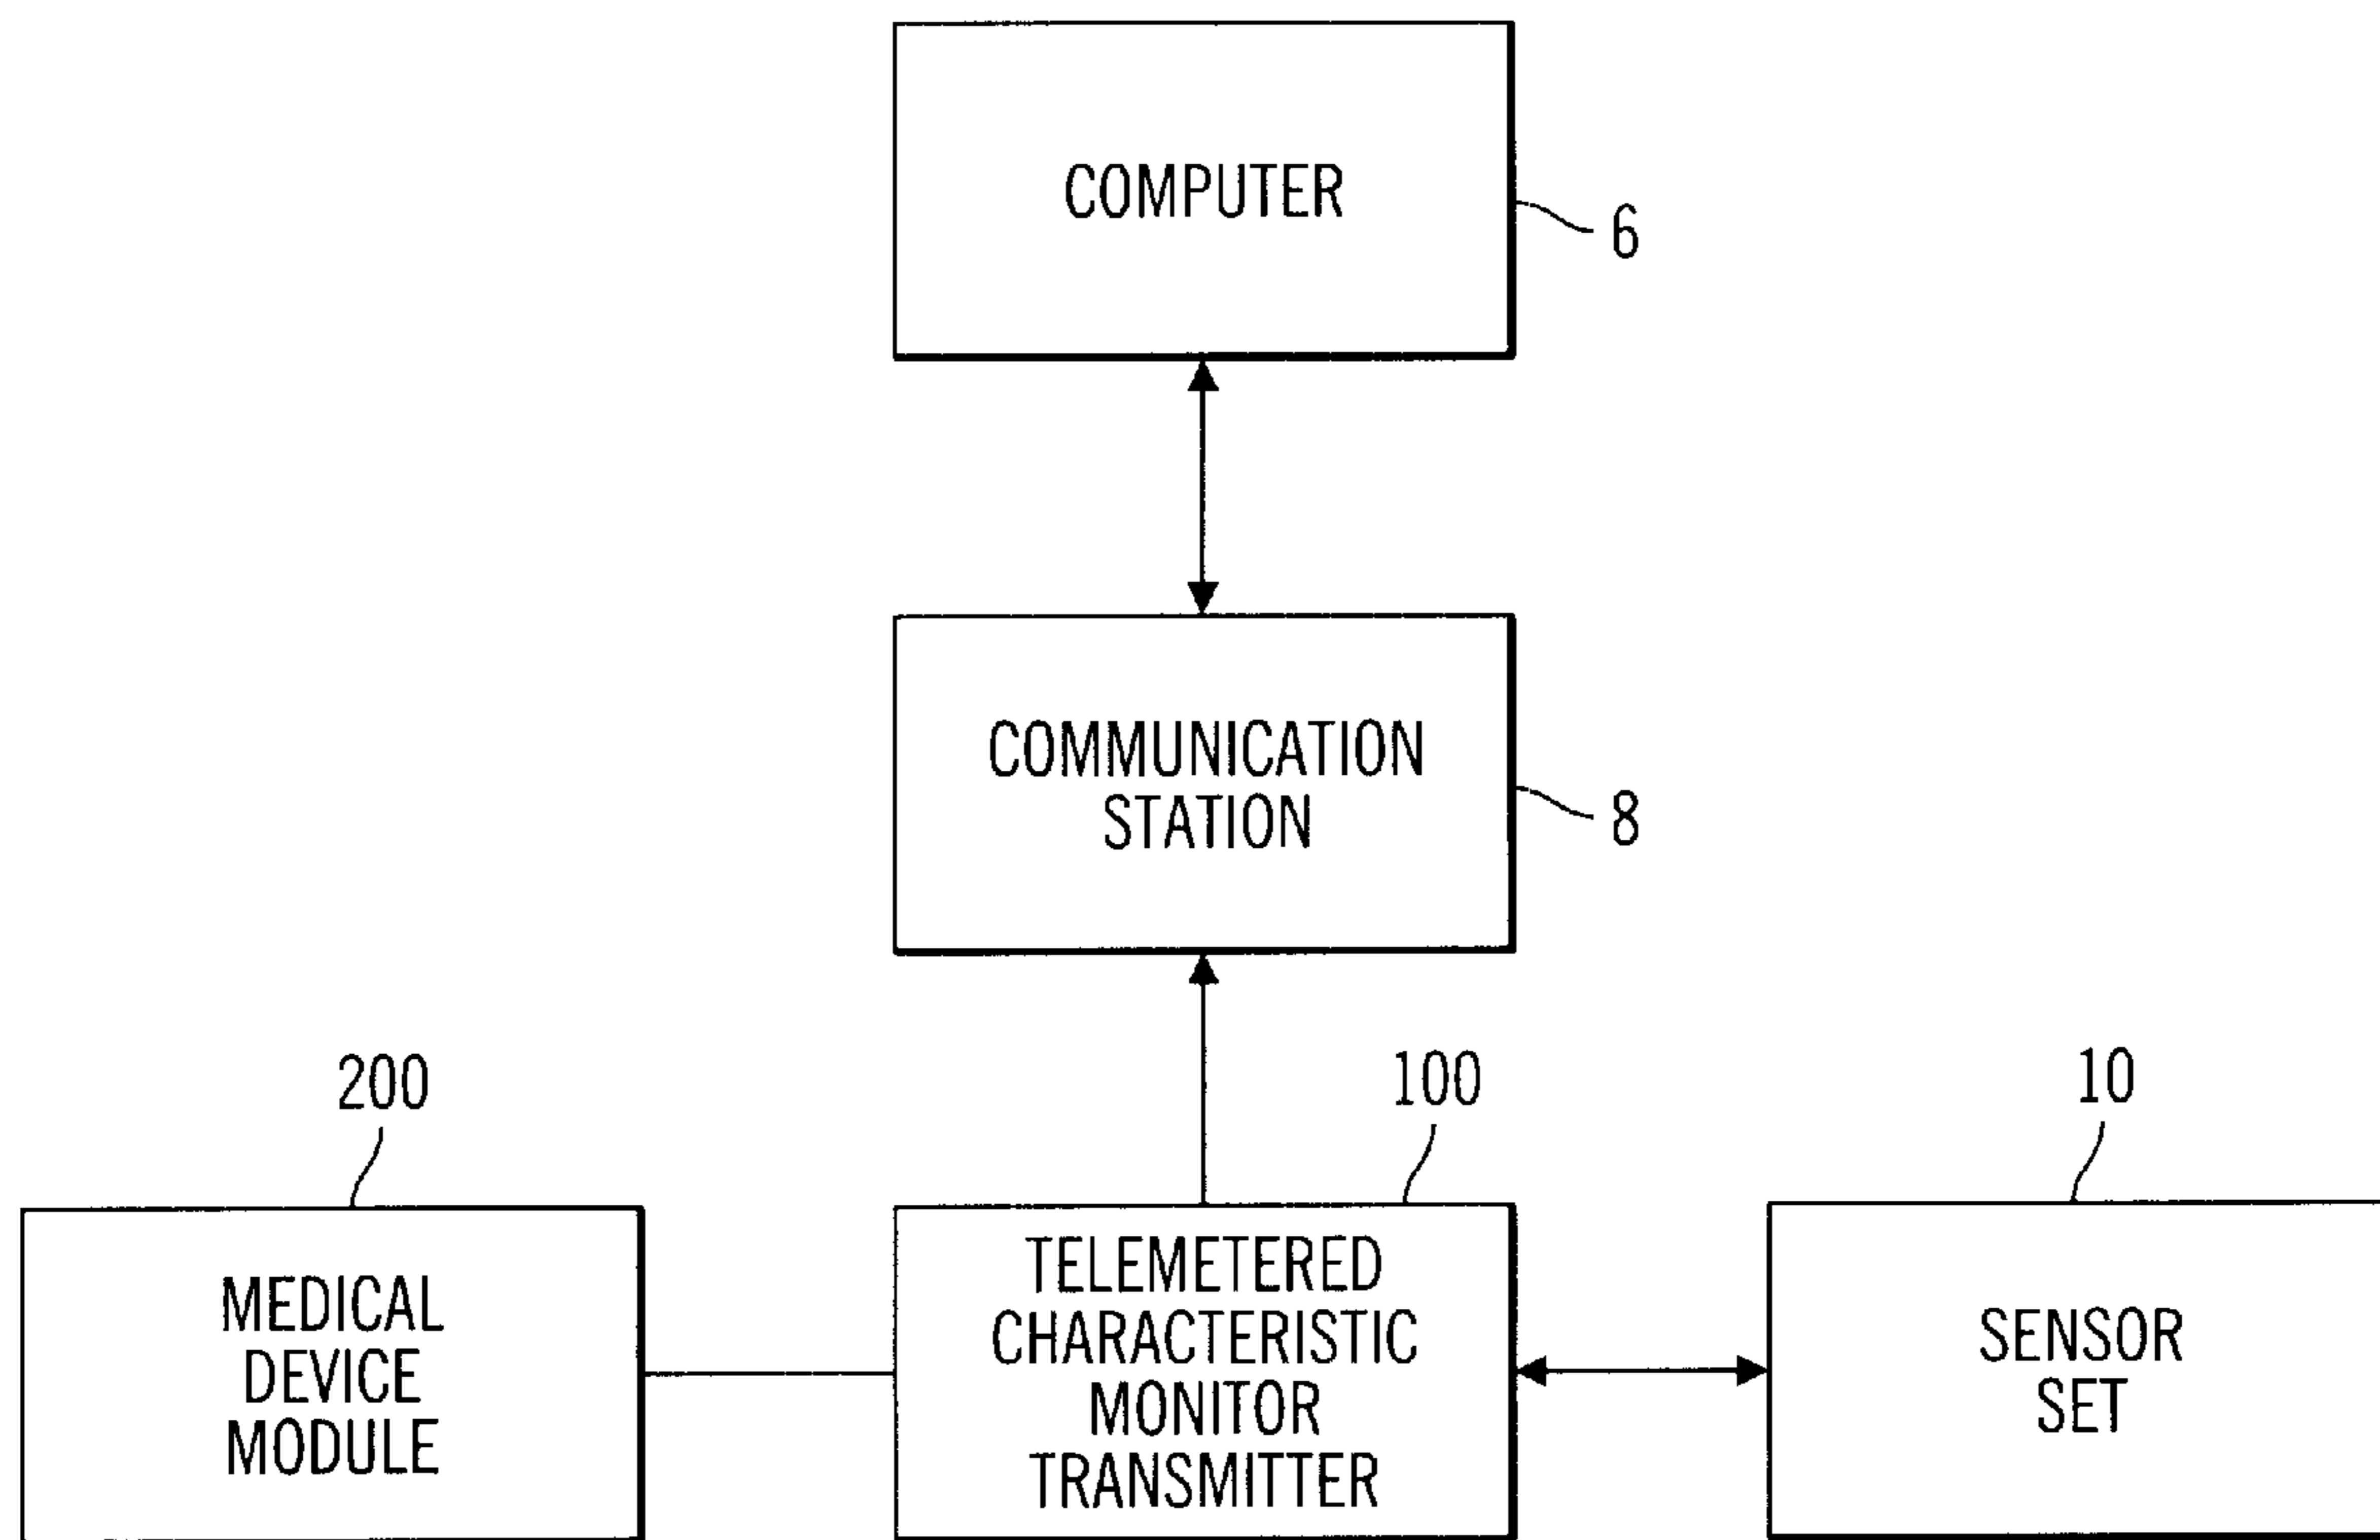 COMPUTER
6
COMMUNICATION
STATION
8
200
100
10
MEDICAL
DEVICE
MODULE
TELEMETERED
CHARACTERISTIC
MONITOR
TRANSMITTER
SENSOR
SET